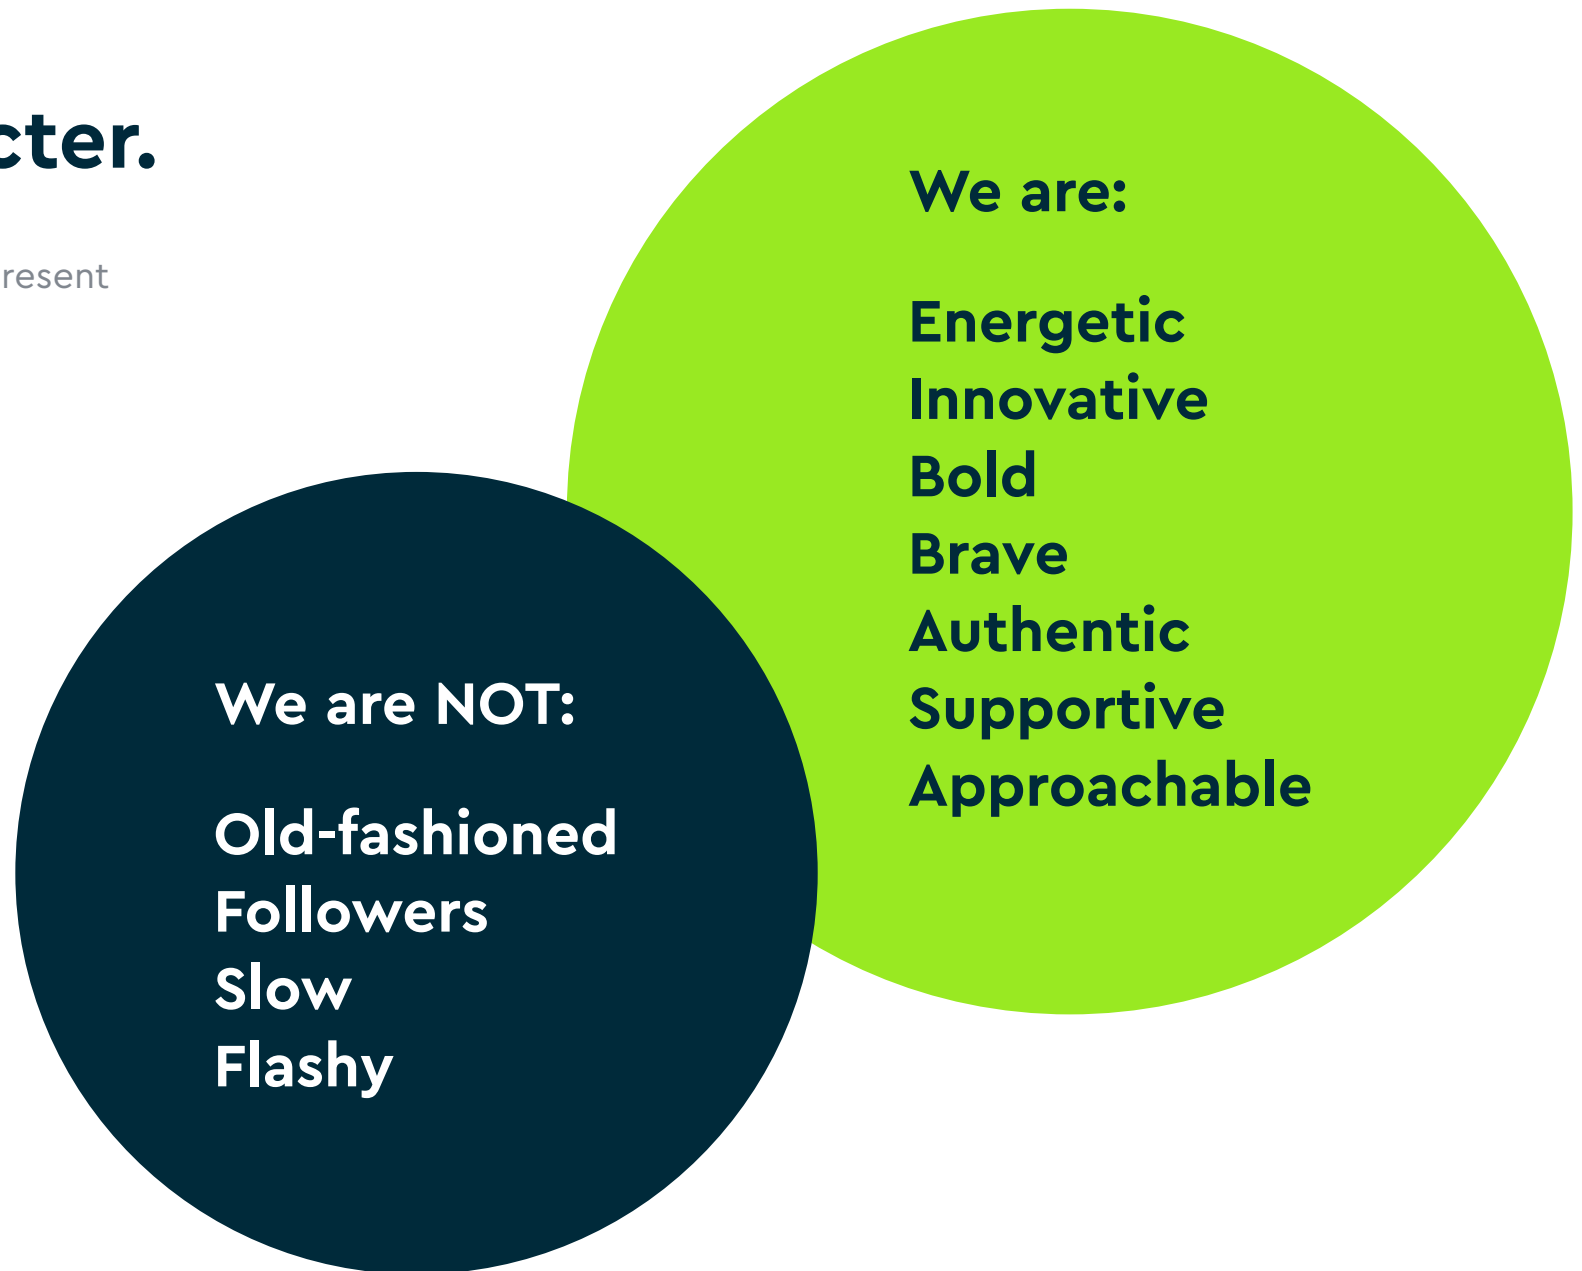 cter.
resent
We are:
Energetic
Innovative
Bold
Brave
Authentic
Supportive
Approachable
We are NOT:
Old-fashioned
Followers
Slow
Flashy